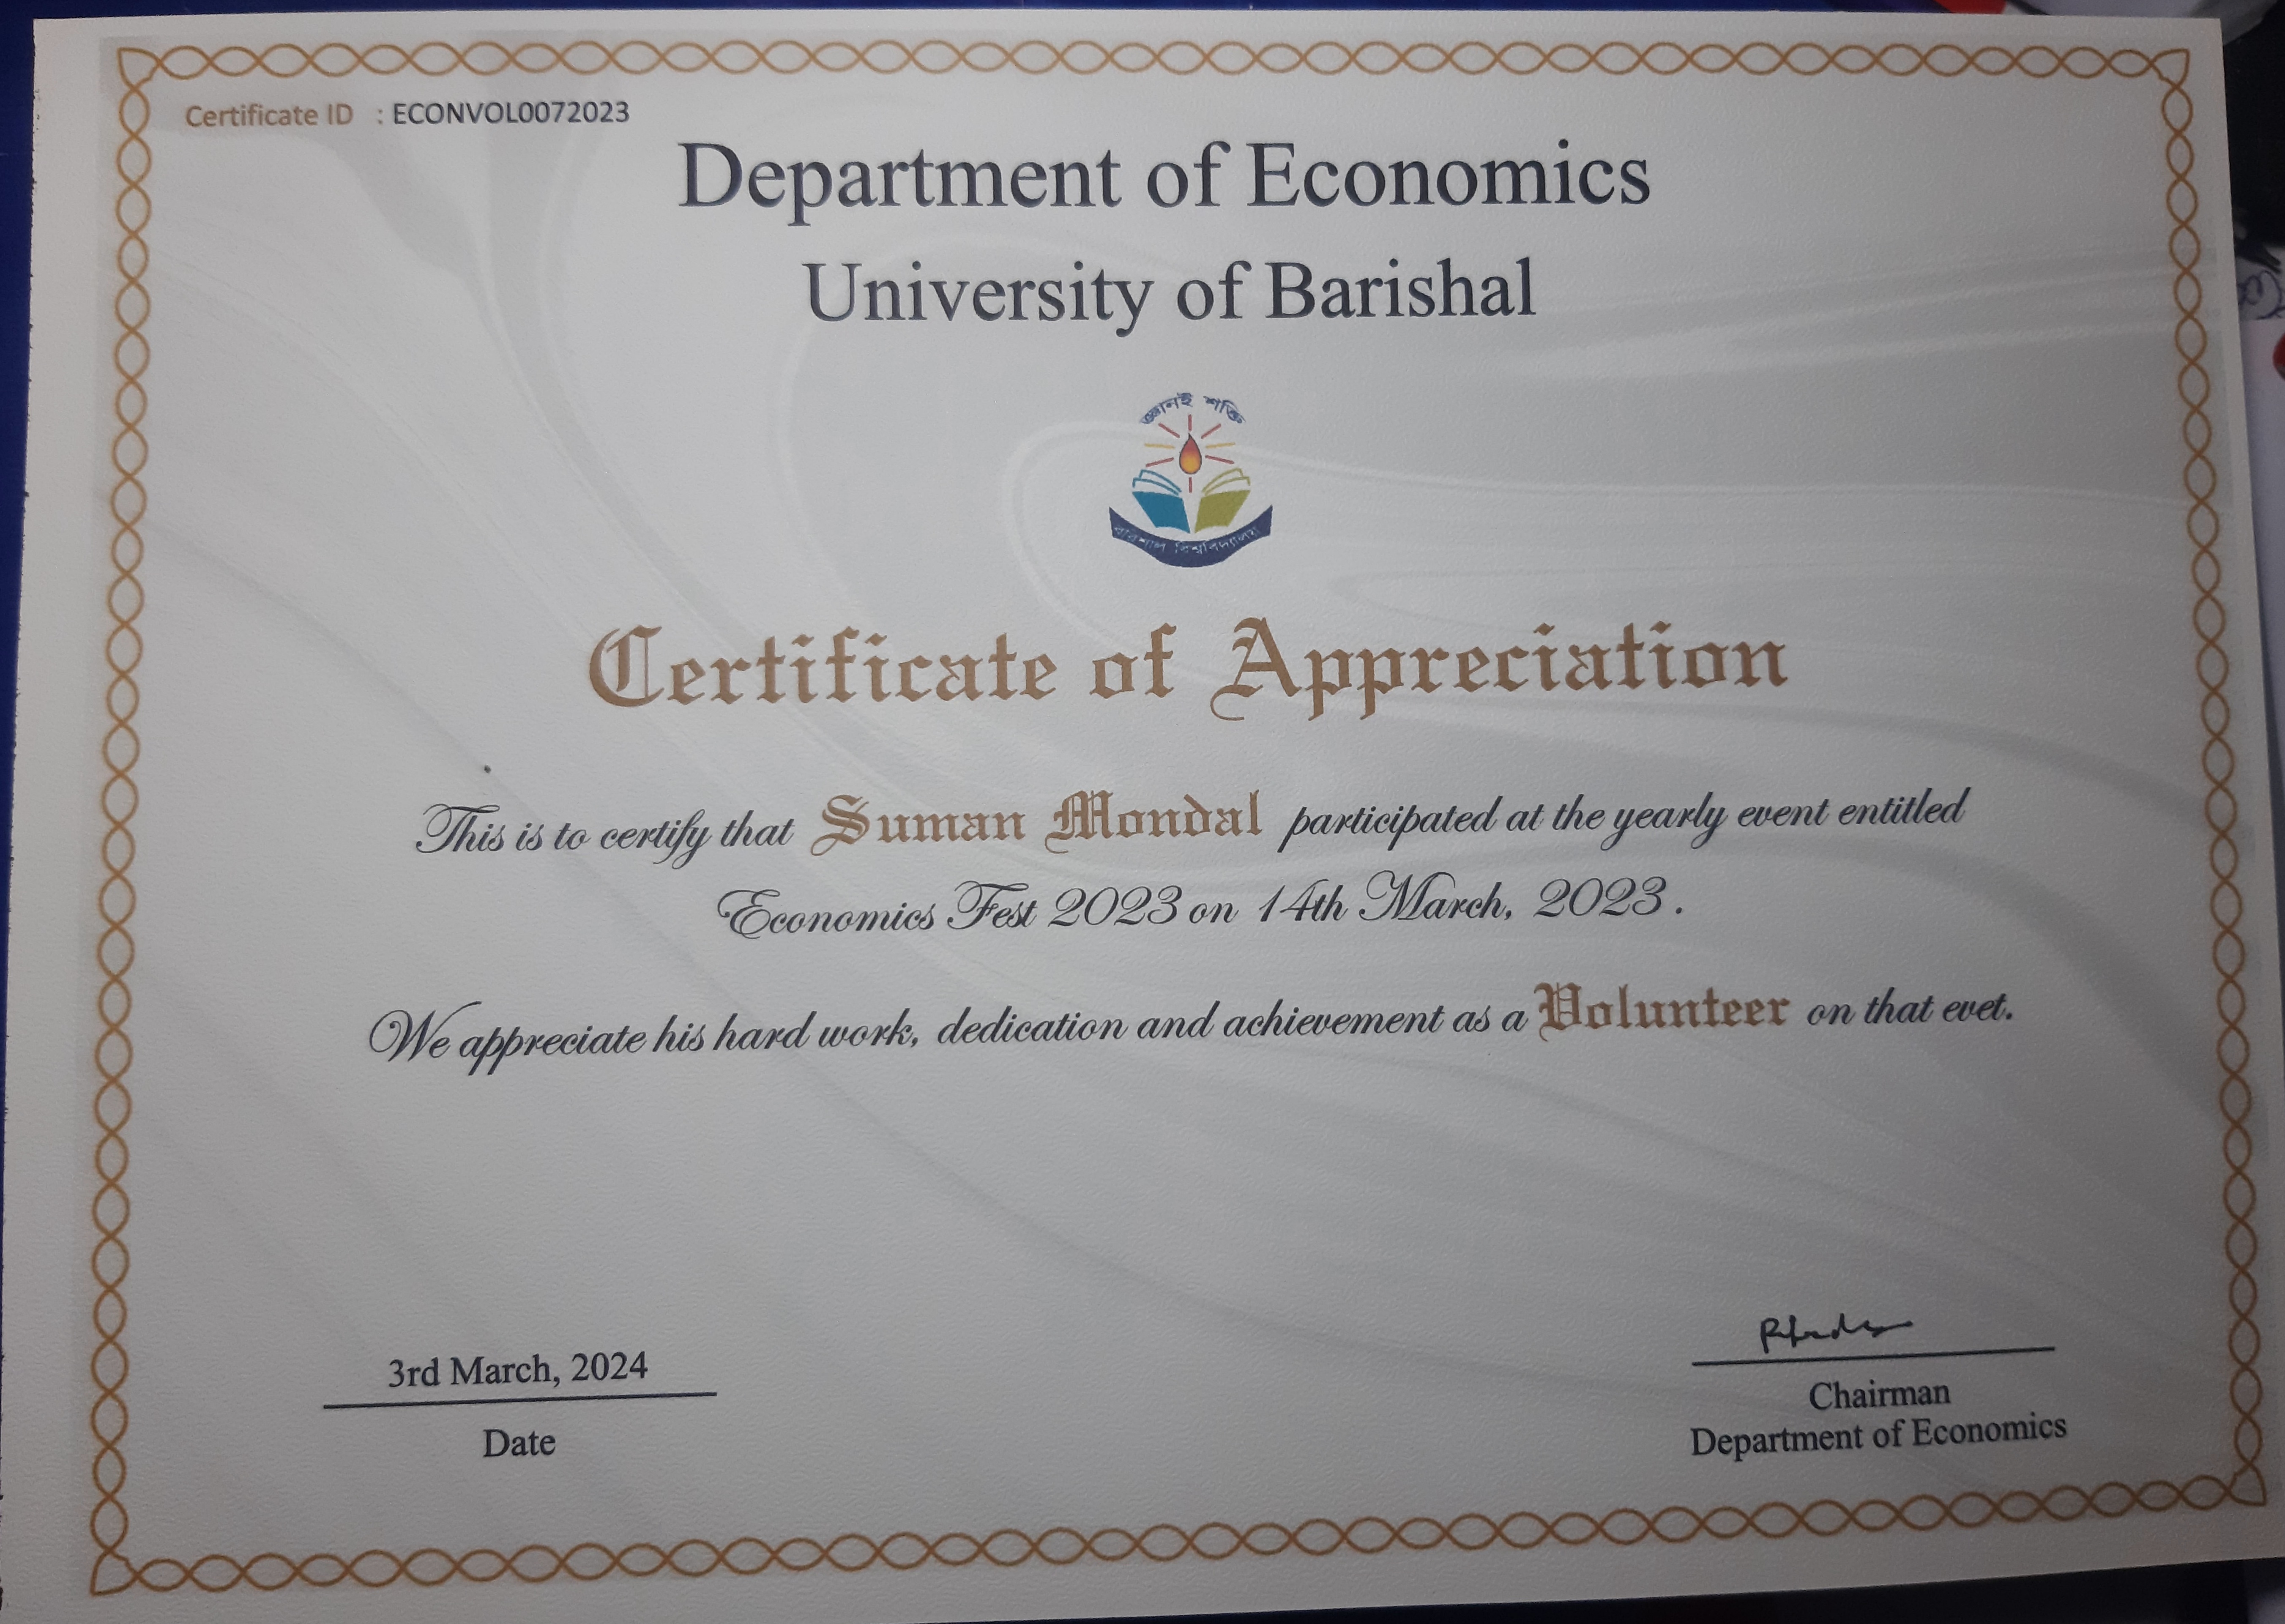 Certificate ID : ECONVOL0072023
Department of Economics
University of Barishal
জ্ঞানই শক্তি
বরিশাল বিশ্ববিদ্যালয়
Certificate of Appreciation
This is to certify that Suman Mondal participated at the yearly event entitled
Economics Fest 2023 on 14th March, 2023 .
We appreciate his hard work, dedication and achievement as a Volunteer on that evet.
3rd March, 2024
Date
Chairman
Department of Economics